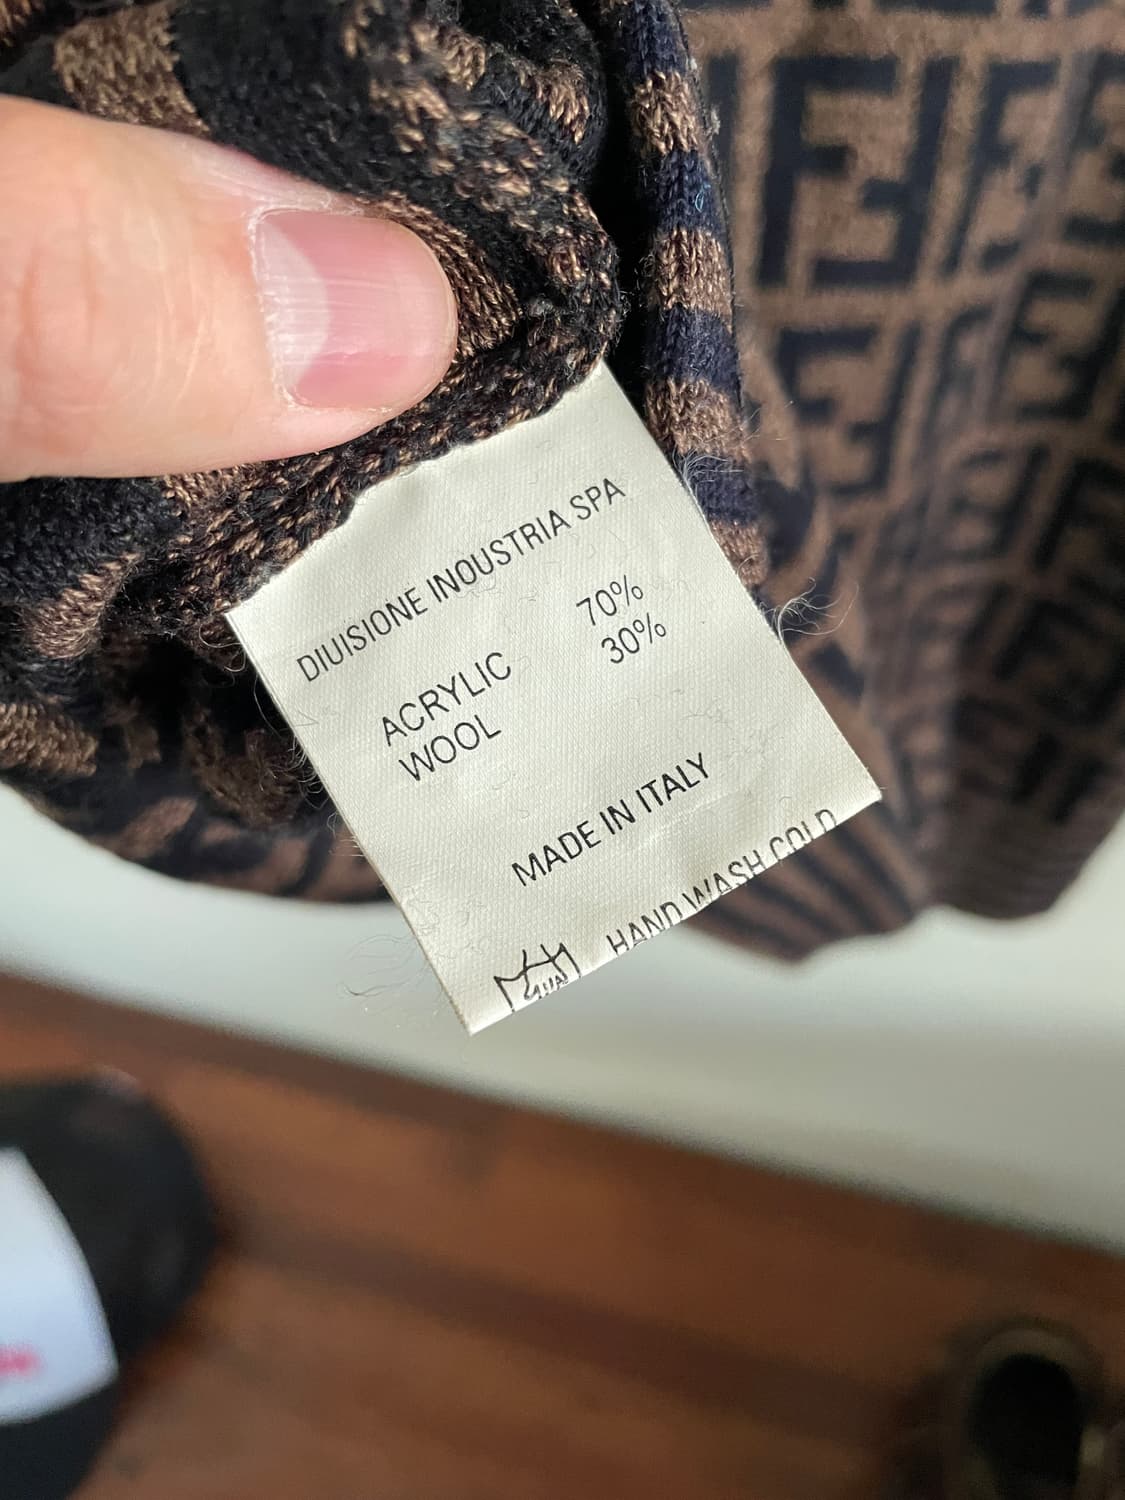 DIUISIONE INOUSTRIA SPA
ACRYLIC 70%
WOOL 30%
MADE IN ITALY
HAND WASH COLD